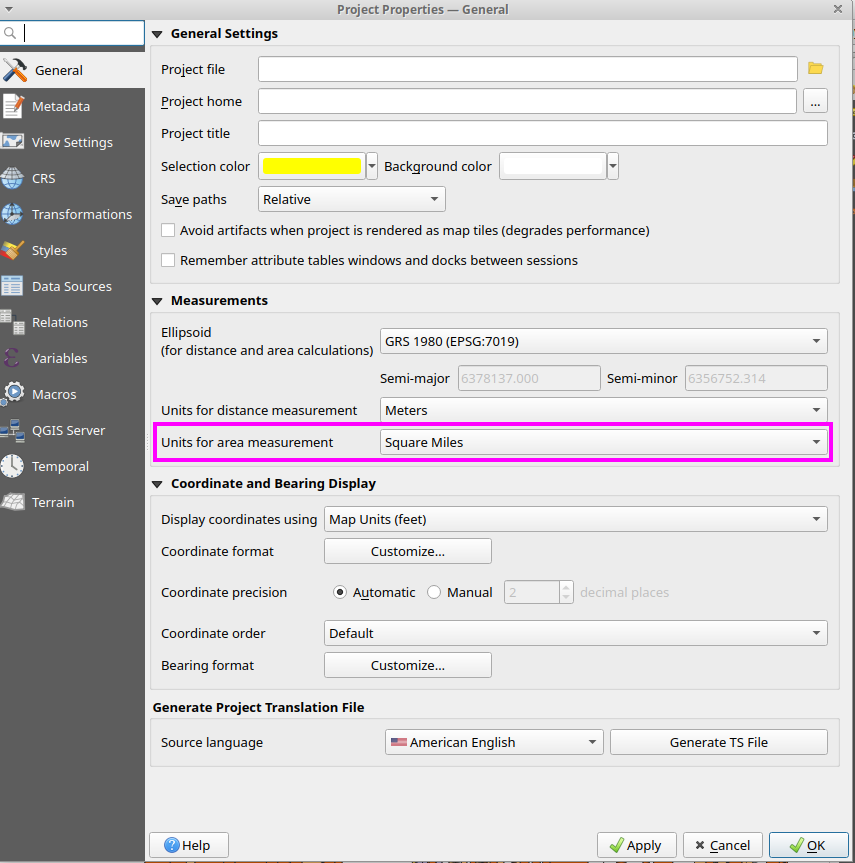 Project Properties — General
General Settings
General
Project file
Metadata
Project home
...
View Settings
Project title
CRS
Selection color
Background color
Transformations
Save paths
Relative
Styles
Avoid artifacts when project is rendered as map tiles (degrades performance)
Remember attribute tables windows and docks between sessions
Data Sources
Measurements
Relations
Ellipsoid
(for distance and area calculations)
GRS 1980 (EPSG:7019)
Variables
Semi-major
6378137.000
Semi-minor
6356752.314
Macros
Units for distance measurement
Meters
QGIS Server
Units for area measurement
Square Miles
Temporal
Coordinate and Bearing Display
Terrain
Display coordinates using
Map Units (feet)
Coordinate format
Customize...
Coordinate precision
Automatic
Manual
2
decimal places
Coordinate order
Default
Bearing format
Customize...
Generate Project Translation File
Source language
American English
Generate TS File
Help
Apply
Cancel
OK